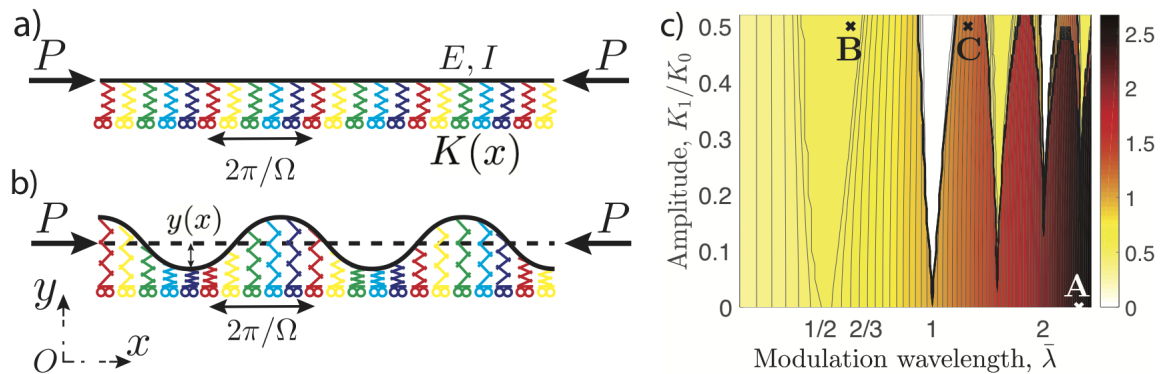 a)
P
E, I
P
2π/Ω
K(x)
b)
P
y(x)
P
2π/Ω
y
O
x
c)
Amplitude, K₁/K₀
0.5
0.4
0.3
0.2
0.1
0
B
C
A
1/2
2/3
1
2
Modulation wavelength, λ̄
2.5
2
1.5
1
0.5
0